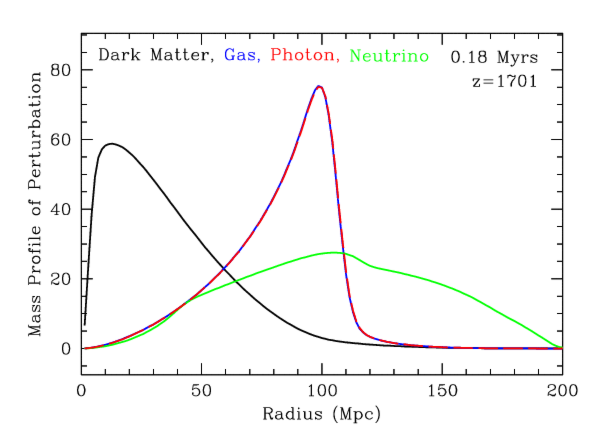 Dark Matter, Gas, Photon, Neutrino 0.18 Myrs
z=1701
80
60
40
20
0
Mass Profile of Perturbation
0 50 100 150 200
Radius (Mpc)